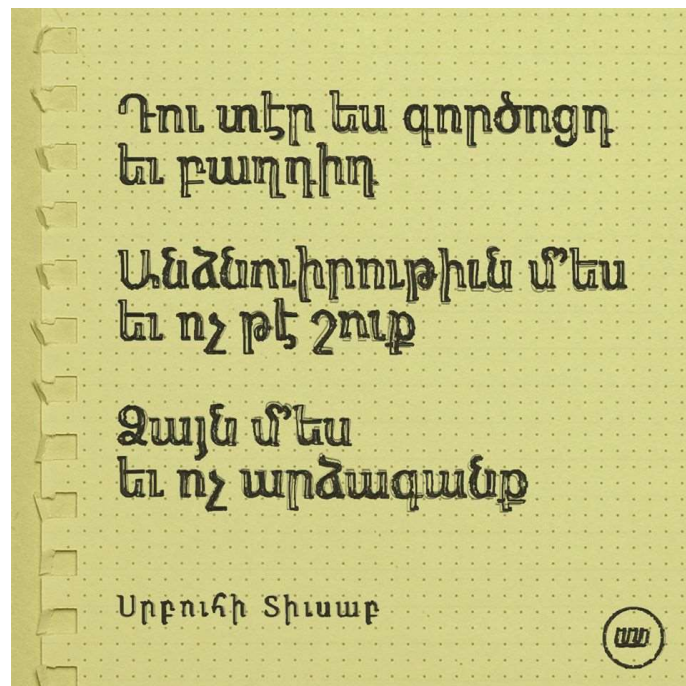 Դու տէր ես գործոցդ
եւ բաղդիդ
Անձնուիրութիւն մ՚ես
եւ ոչ թէ շուք
Ձայն մ՚ես
եւ ոչ արձագանք
Սրբուհի Տիւսաբ